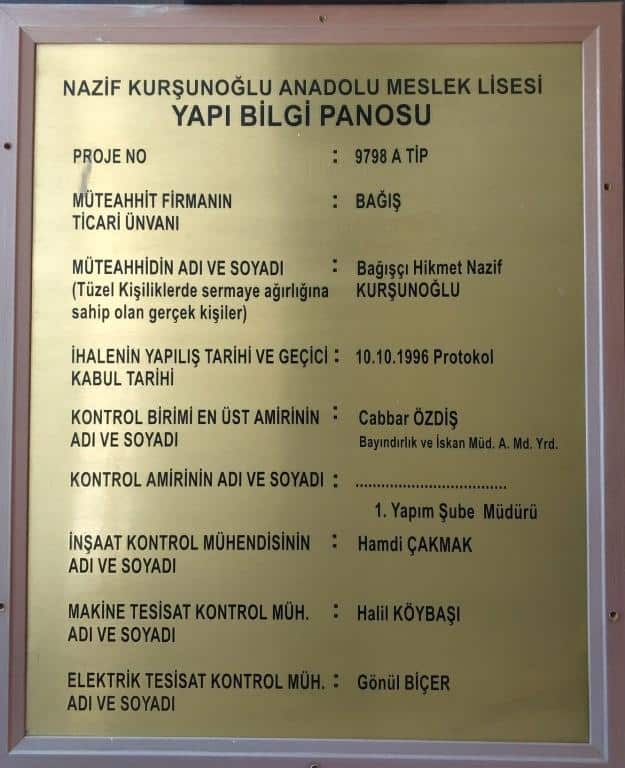 NAZİF KURŞUNOĞLU ANADOLU MESLEK LİSESİ
YAPI BİLGİ PANOSU
PROJE NO : 9798 A TİP
MÜTEAHHİT FİRMANIN : BAĞIŞ
TİCARİ ÜNVANI
MÜTEAHHİDİN ADI VE SOYADI : Bağışçı Hikmet Nazif
(Tüzel Kişiliklerde sermaye ağırlığına KURŞUNOĞLU
sahip olan gerçek kişiler)
İHALENİN YAPILIŞ TARİHİ VE GEÇİCİ : 10.10.1996 Protokol
KABUL TARİHİ
KONTROL BİRİMİ EN ÜST AMİRİNİN : Cabbar ÖZDİŞ
ADI VE SOYADI Bayındırlık ve İskan Müd. A. Md. Yrd.
KONTROL AMİRİNİN ADI VE SOYADI : ...................................
1. Yapım Şube Müdürü
İNŞAAT KONTROL MÜHENDİSİNİN : Hamdi ÇAKMAK
ADI VE SOYADI
MAKİNE TESİSAT KONTROL MÜH. : Halil KÖYBAŞI
ADI VE SOYADI
ELEKTRİK TESİSAT KONTROL MÜH. : Gönül BİÇER
ADI VE SOYADI